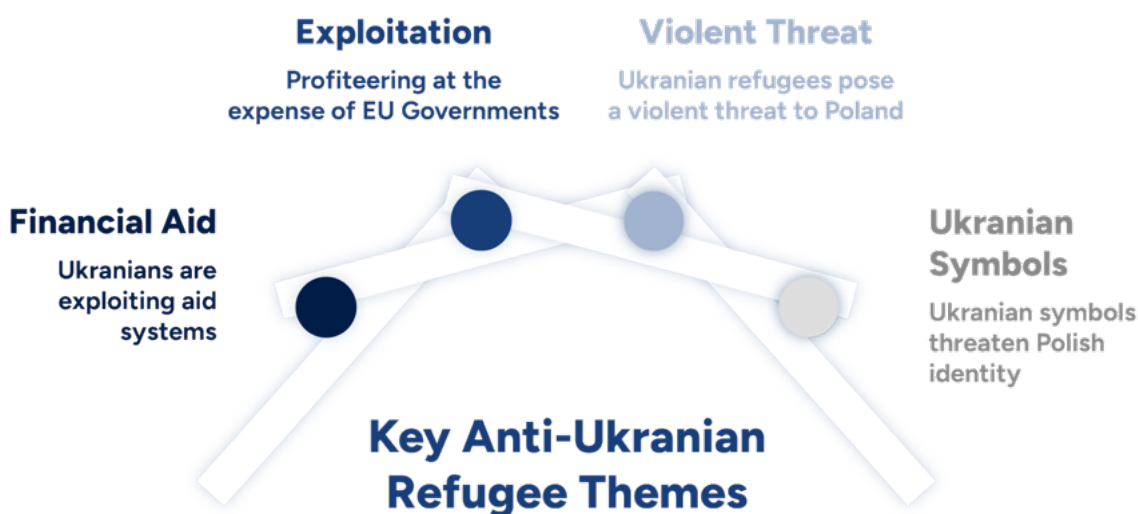 Exploitation
Profiteering at the
expense of EU Governments
Violent Threat
Ukranian refugees pose
a violent threat to Poland
Financial Aid
Ukranians are
exploiting aid
systems
Ukranian
Symbols
Ukranian symbols
threaten Polish
identity
Key Anti-Ukranian
Refugee Themes